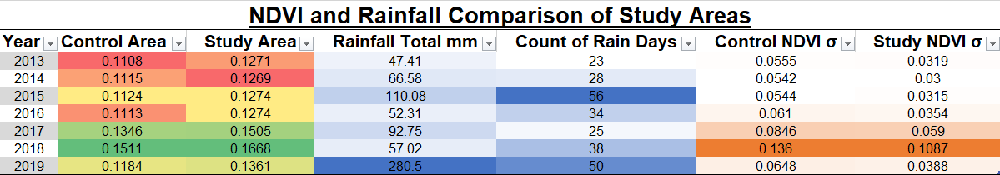 NDVI and Rainfall Comparison of Study Areas
Year Control Area Study Area Rainfall Total mm Count of Rain Days Control NDVI σ Study NDVI σ
2013 0.1108 0.1271 47.41 23 0.0555 0.0319
2014 0.1115 0.1269 66.58 28 0.0542 0.03
2015 0.1124 0.1274 110.08 56 0.0544 0.0315
2016 0.1113 0.1274 52.31 34 0.061 0.0354
2017 0.1346 0.1505 92.75 25 0.0846 0.059
2018 0.1511 0.1668 57.02 38 0.136 0.1087
2019 0.1184 0.1361 280.5 50 0.0648 0.0388